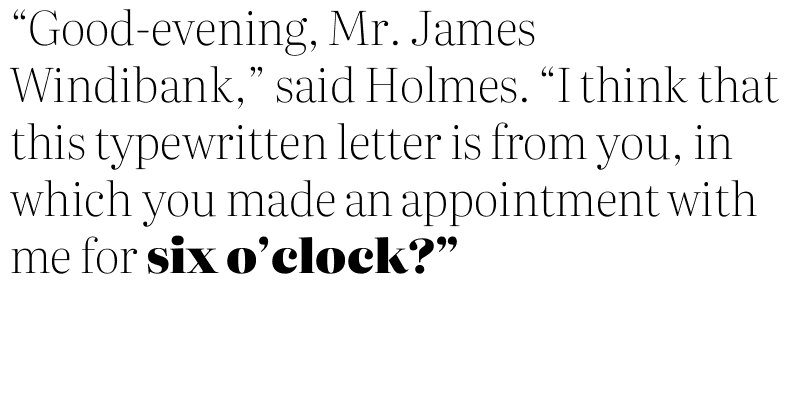 “Good-evening, Mr. James
Windibank,” said Holmes. “I think that
this typewritten letter is from you, in
which you made an appointment with
me for six o’clock?”